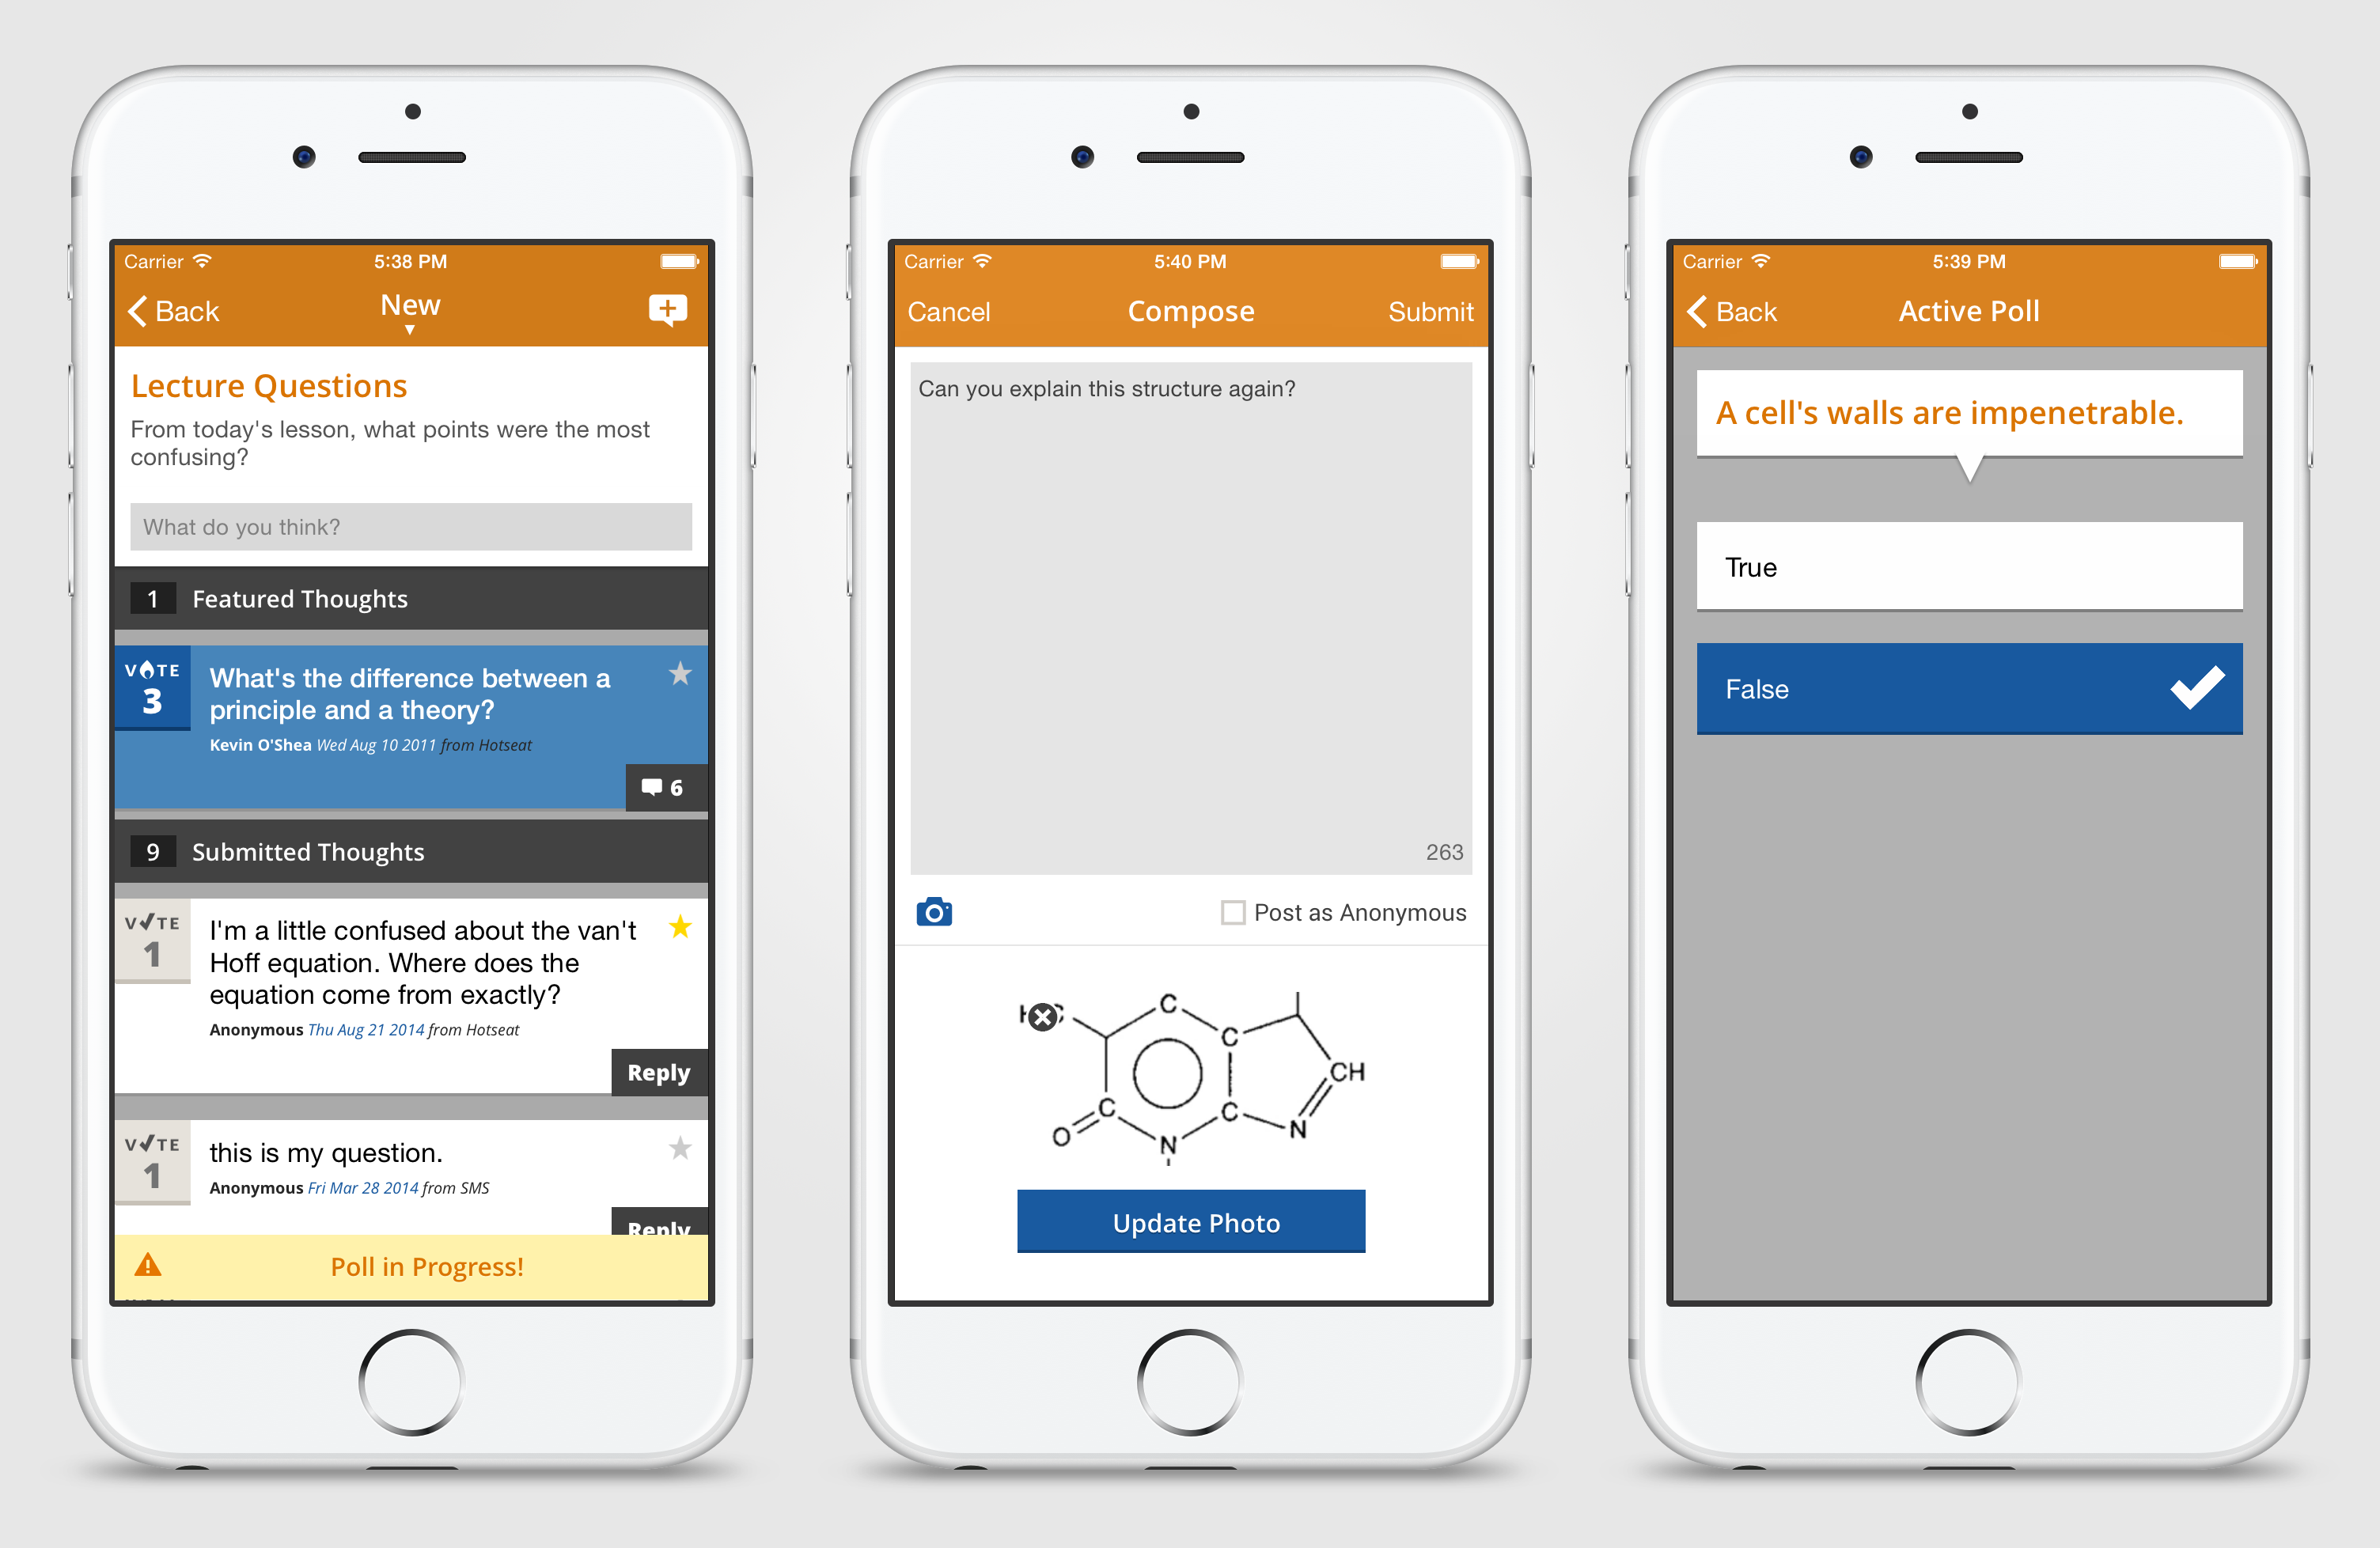 Carrier
5:38 PM
Back
New
Lecture Questions
From today's lesson, what points were the most
confusing?
What do you think?
1 Featured Thoughts
VOTE
3
What's the difference between a
principle and a theory?
Kevin O'Shea Wed Aug 10 2011 from Hotseat
6
9 Submitted Thoughts
VOTE
1
I'm a little confused about the van't
Hoff equation. Where does the
equation come from exactly?
Anonymous Thu Aug 21 2014 from Hotseat
Reply
VOTE
1
this is my question.
Anonymous Fri Mar 28 2014 from SMS
Reply
Poll in Progress!
Carrier
5:40 PM
Cancel
Compose
Submit
Can you explain this structure again?
263
Post as Anonymous
C
C
CH
C
C
O
N
N
Update Photo
Carrier
5:39 PM
Back
Active Poll
A cell's walls are impenetrable.
True
False